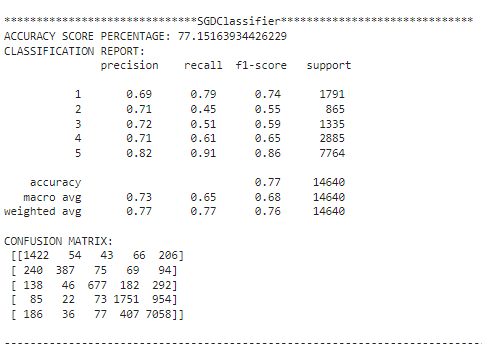 ******************************SGDClassifier******************************
ACCURACY SCORE PERCENTAGE: 77.15163934426229
CLASSIFICATION REPORT:
              precision    recall  f1-score   support

           1       0.69      0.79      0.74      1791
           2       0.71      0.45      0.55       865
           3       0.72      0.51      0.59      1335
           4       0.71      0.61      0.65      2885
           5       0.82      0.91      0.86      7764

    accuracy                           0.77     14640
   macro avg       0.73      0.65      0.68     14640
weighted avg       0.77      0.77      0.76     14640

CONFUSION MATRIX:
 [[1422   54   43   66  206]
 [ 240  387   75   69   94]
 [ 138   46  677  182  292]
 [  85   22   73 1751  954]
 [ 186   36   77  407 7058]]

---------------------------------------------------------------------------